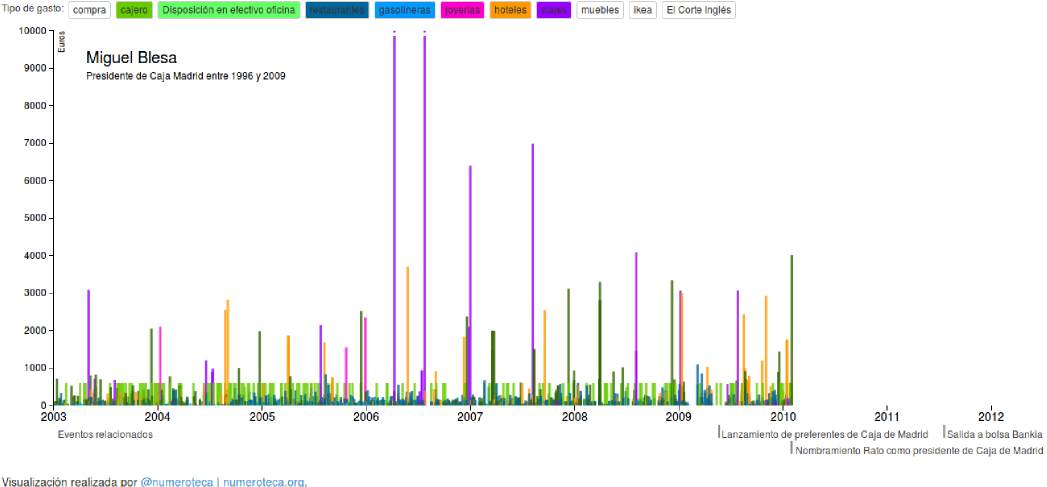 Tipo de gasto: compra cajero Disposición en efectivo oficina restaurantes gasolineras joyerías hoteles viajes muebles Ikea El Corte Inglés
Euros
Miguel Blesa
Presidente de Caja Madrid entre 1996 y 2009
10000
9000
8000
7000
6000
5000
4000
3000
2000
1000
0
2003 2004 2005 2006 2007 2008 2009 2010 2011 2012
Eventos relacionados
Lanzamiento de preferentes de Caja de Madrid
Salida a bolsa Bankia
Nombramiento Rato como presidente de Caja de Madrid
Visualización realizada por @numeroteca | numeroteca.org.